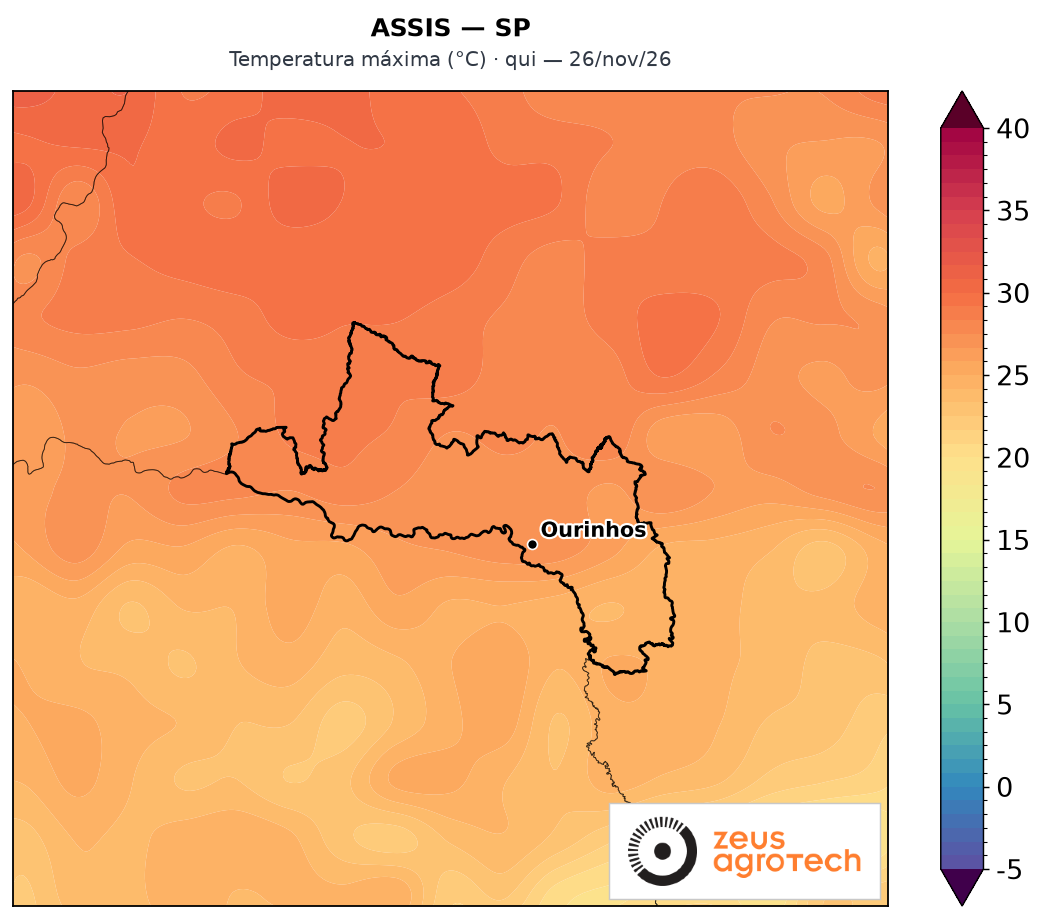 ASSIS — SP
Temperatura máxima (°C) · qui — 26/nov/26
40
35
30
25
20
15
10
5
0
-5
Ourinhos
zeus
agrotech